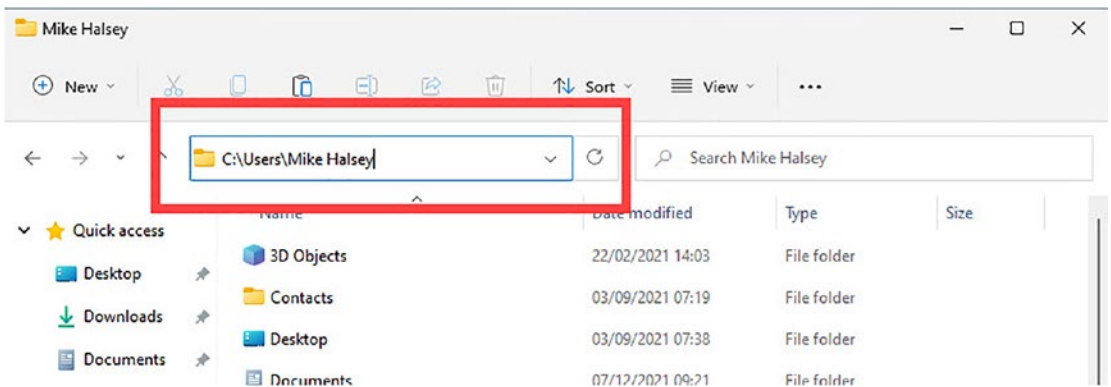 Mike Halsey
New Sort View
C:\Users\Mike Halsey Search Mike Halsey
Name Date modified Type Size
Quick access
3D Objects 22/02/2021 14:03 File folder
Desktop
Contacts 03/09/2021 07:19 File folder
Downloads
Desktop 03/09/2021 07:38 File folder
Documents
Documents 07/12/2021 09:21 File folder